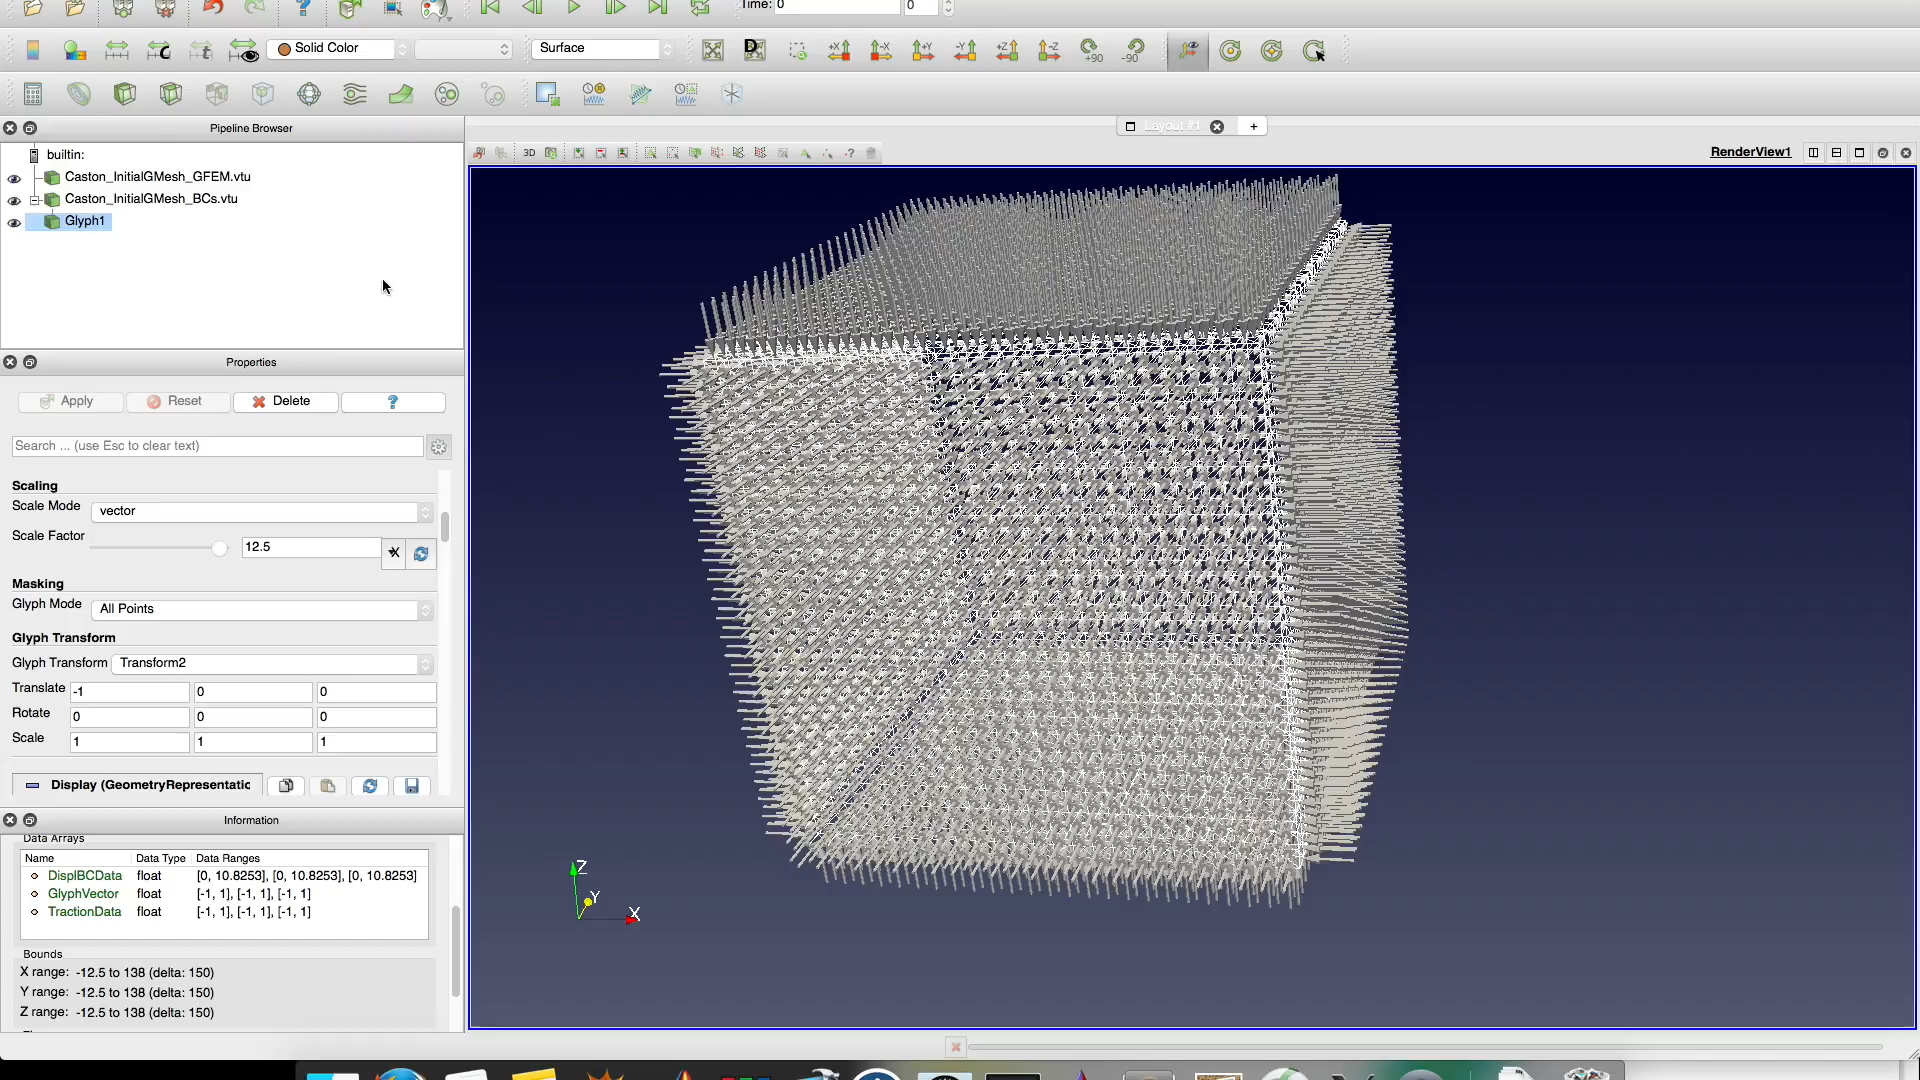 Time: 0 0
Solid Color
Surface
D +X -X +Y -Y +Z -Z +90 -90
Pipeline Browser
Layout #1 +
builtin:
3D
RenderView1
Caston_InitialGMesh_GFEM.vtu
Caston_InitialGMesh_BCs.vtu
Glyph1
Properties
Apply Reset Delete ?
Search ... (use Esc to clear text)
Scaling
Scale Mode vector
Scale Factor 12.5 X
Masking
Glyph Mode All Points
Glyph Transform
Glyph Transform Transform2
Translate -1 0 0
Rotate 0 0 0
Scale 1 1 1
Display (GeometryRepresentatic
Information
Data Arrays
Name Data Type Data Ranges
DisplBCData float [0, 10.8253], [0, 10.8253], [0, 10.8253]
GlyphVector float [-1, 1], [-1, 1], [-1, 1]
TractionData float [-1, 1], [-1, 1], [-1, 1]
Bounds
X range: -12.5 to 138 (delta: 150)
Y range: -12.5 to 138 (delta: 150)
Z range: -12.5 to 138 (delta: 150)
Z
Y
X